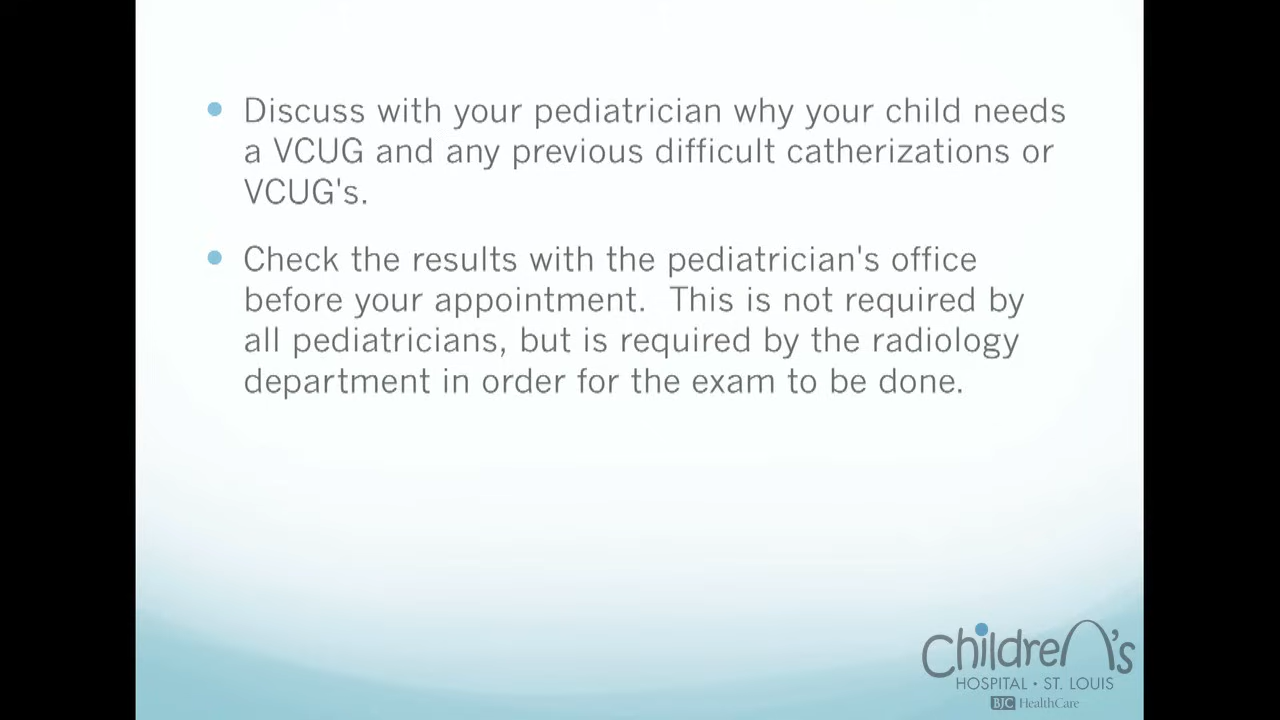 Discuss with your pediatrician why your child needs
a VCUG and any previous difficult catherizations or
VCUG's.
Check the results with the pediatrician's office
before your appointment.  This is not required by
all pediatricians, but is required by the radiology
department in order for the exam to be done.
Children's
HOSPITAL • ST. LOUIS
BJC HealthCare